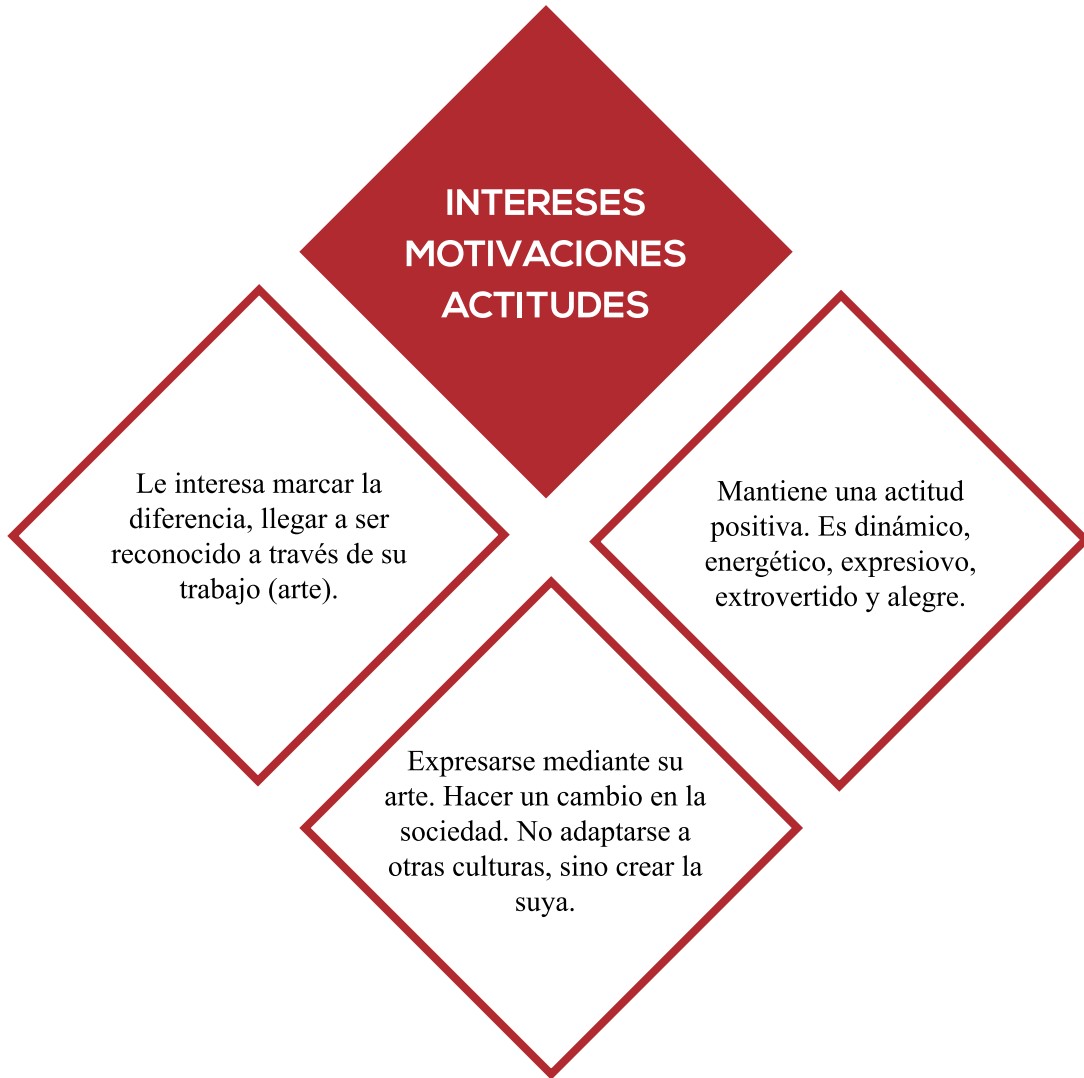 INTERESES
MOTIVACIONES
ACTITUDES
Le interesa marcar la
diferencia, llegar a ser
reconocido a través de su
trabajo (arte).
Mantiene una actitud
positiva. Es dinámico,
energético, expresiovo,
extrovertido y alegre.
Expresarse mediante su
arte. Hacer un cambio en la
sociedad. No adaptarse a
otras culturas, sino crear la
suya.